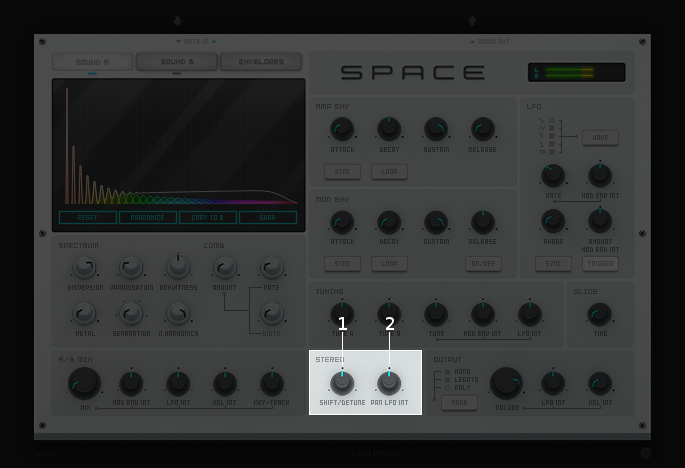 NOTE IN
AUDIO OUT
SOUND A
SOUND B
ENVELOPES
SPACE
L
R
AMP ENV
LFO
ATTACK
DECAY
SUSTAIN
RELEASE
WAVE
SYNC
LOOP
RATE
MOD ENV INT
MOD ENV
RESET
RANDOMIZE
COPY TO B
SWAP
ATTACK
DECAY
SUSTAIN
RELEASE
PHASE
AMOUNT
MOD ENV INT
SPECTRUM
COMB
SYNC
LOOP
ON/OFF
SYNC
TRIGGER
DISPERSION
VAPORISATION
BRIGHTNESS
AMOUNT
RATE
TUNING
GLIDE
1
2
METAL
SEPARATION
N.HARMONICS
WIDTH
TUNE
MOD ENV INT
LFO INT
TIME
A/B MIX
STEREO
OUTPUT
MONO
LEGATO
POLY
MIX
MOD ENV INT
LFO INT
VEL INT
KEY-TRACK
SHIFT/DETUNE
PAN LFO INT
MODE
VOLUME
LFO INT
VEL INT